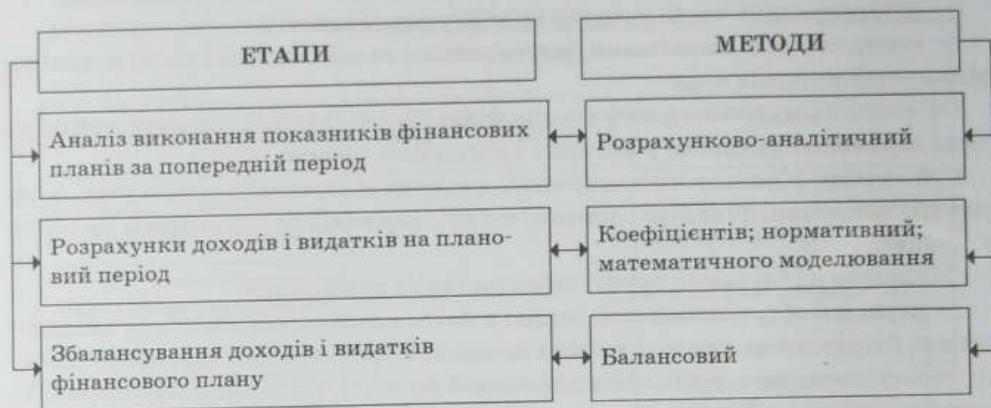 ЕТАПИ
МЕТОДИ
Аналіз виконання показників фінансових
планів за попередній період
Розрахунково-аналітичний
Розрахунки доходів і видатків на плано-
вий період
Коефіцієнтів; нормативний;
математичного моделювання
Збалансування доходів і видатків
фінансового плану
Балансовий